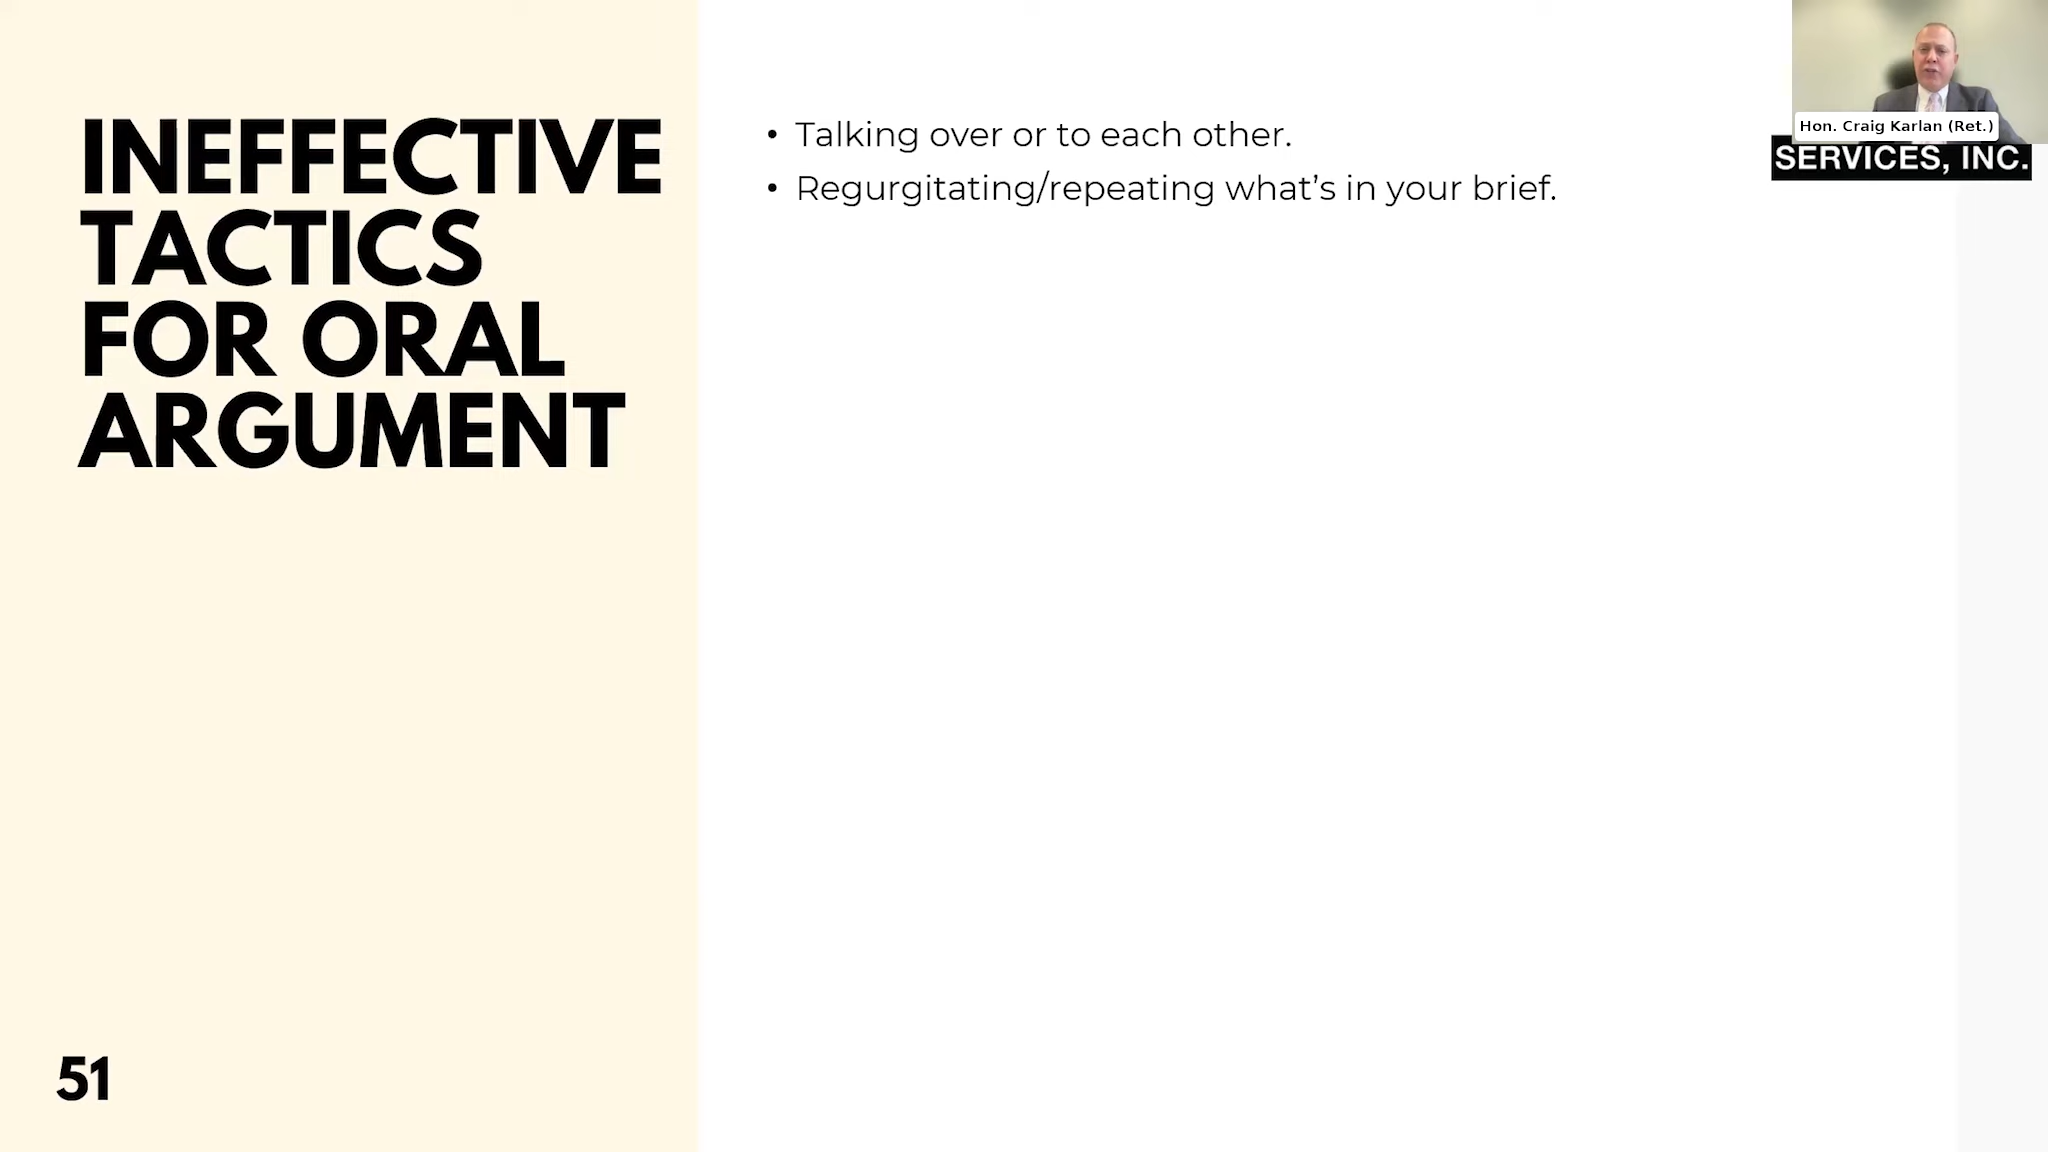 INEFFECTIVE
TACTICS
FOR ORAL
ARGUMENT
• Talking over or to each other.
• Regurgitating/repeating what’s in your brief.
Hon. Craig Karlan (Ret.)
SERVICES, INC.
51